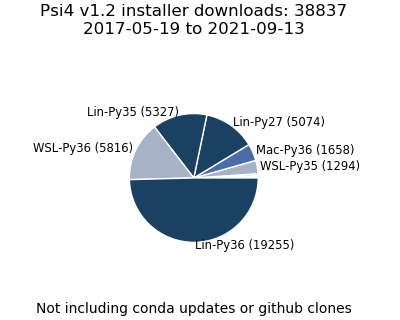 Psi4 v1.2 installer downloads: 38837
2017-05-19 to 2021-09-13
Lin-Py35 (5327)
Lin-Py27 (5074)
WSL-Py36 (5816)
Mac-Py36 (1658)
WSL-Py35 (1294)
Lin-Py36 (19255)
Not including conda updates or github clones